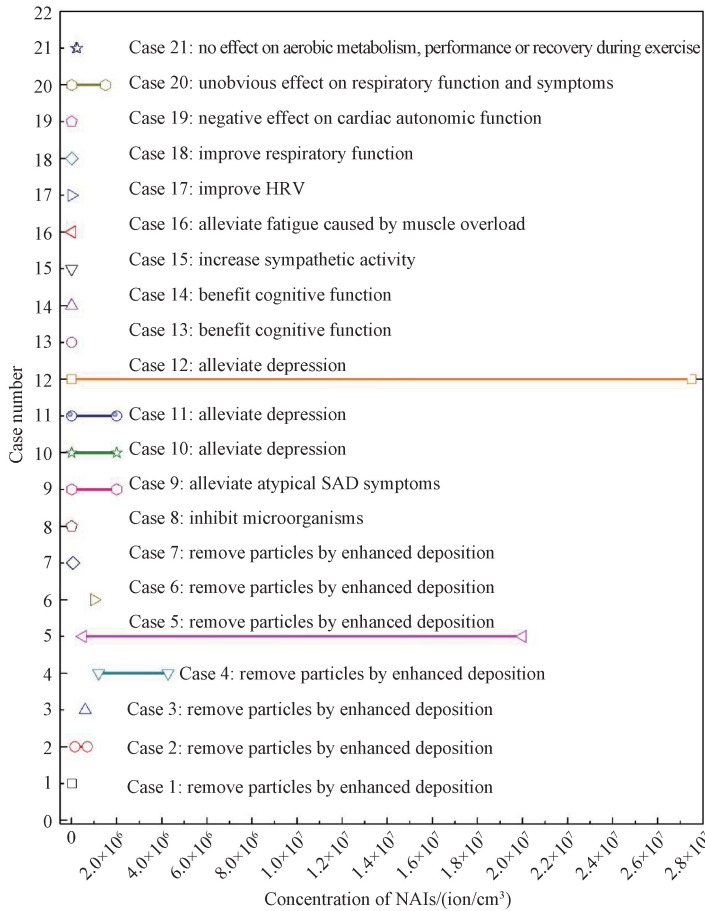 22
21
Case 21: no effect on aerobic metabolism, performance or recovery during exercise
20
Case 20: unobvious effect on respiratory function and symptoms
19
Case 19: negative effect on cardiac autonomic function
18
Case 18: improve respiratory function
17
Case 17: improve HRV
16
Case 16: alleviate fatigue caused by muscle overload
15
Case 15: increase sympathetic activity
14
Case 14: benefit cognitive function
13
Case 13: benefit cognitive function
Case 12: alleviate depression
12
11
Case 11: alleviate depression
10
Case 10: alleviate depression
9
Case 9: alleviate atypical SAD symptoms
8
Case 8: inhibit microorganisms
7
Case 7: remove particles by enhanced deposition
6
Case 6: remove particles by enhanced deposition
Case 5: remove particles by enhanced deposition
5
4
Case 4: remove particles by enhanced deposition
3
Case 3: remove particles by enhanced deposition
2
Case 2: remove particles by enhanced deposition
1
Case 1: remove particles by enhanced deposition
0
Case number
0
2.0×10⁶
4.0×10⁶
6.0×10⁶
8.0×10⁶
1.0×10⁷
1.2×10⁷
1.4×10⁷
1.6×10⁷
1.8×10⁷
2.0×10⁷
2.2×10⁷
2.4×10⁷
2.6×10⁷
2.8×10⁷
Concentration of NAIs/(ion/cm³)